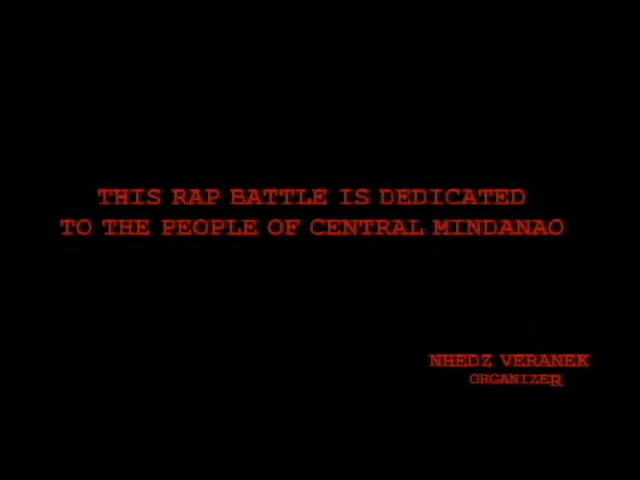 THIS RAP BATTLE IS DEDICATED
TO THE PEOPLE OF CENTRAL MINDANAO
NHEDZ VERANEK
ORGANIZER